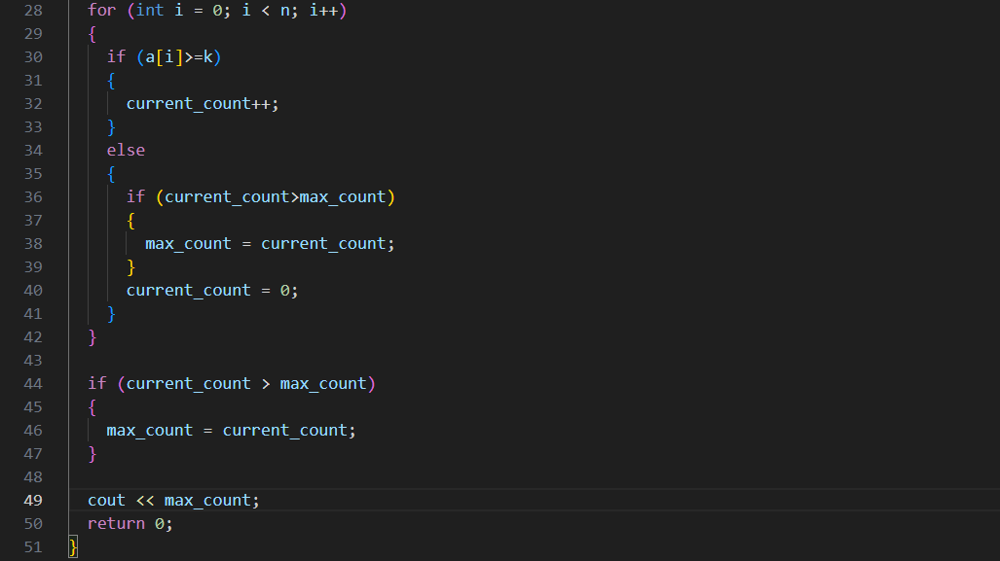 28 for (int i = 0; i < n; i++)
29 {
30 if (a[i]>=k)
31 {
32 current_count++;
33 }
34 else
35 {
36 if (current_count>max_count)
37 {
38 max_count = current_count;
39 }
40 current_count = 0;
41 }
42 }
43
44 if (current_count > max_count)
45 {
46 max_count = current_count;
47 }
48
49 cout << max_count;
50 return 0;
51 }